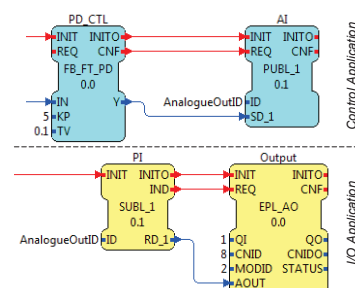 PD_CTL
AI
INIT INITO
REQ CNF
FB_FT_PD
0.0
IN Y
5 KP
0.1 TV
INIT INITO
REQ CNF
PUBL_1
0.1
AnalogueOutID ID
SD_1
Control Application
PI
Output
INIT INITO
IND
SUBL_1
0.1
AnalogueOutID ID RD_1
INIT INITO
REQ CNF
EPL_AO
0.0
1 QI QO
8 CNID CNIDO
2 MODID STATUS
AOUT
I/O Application